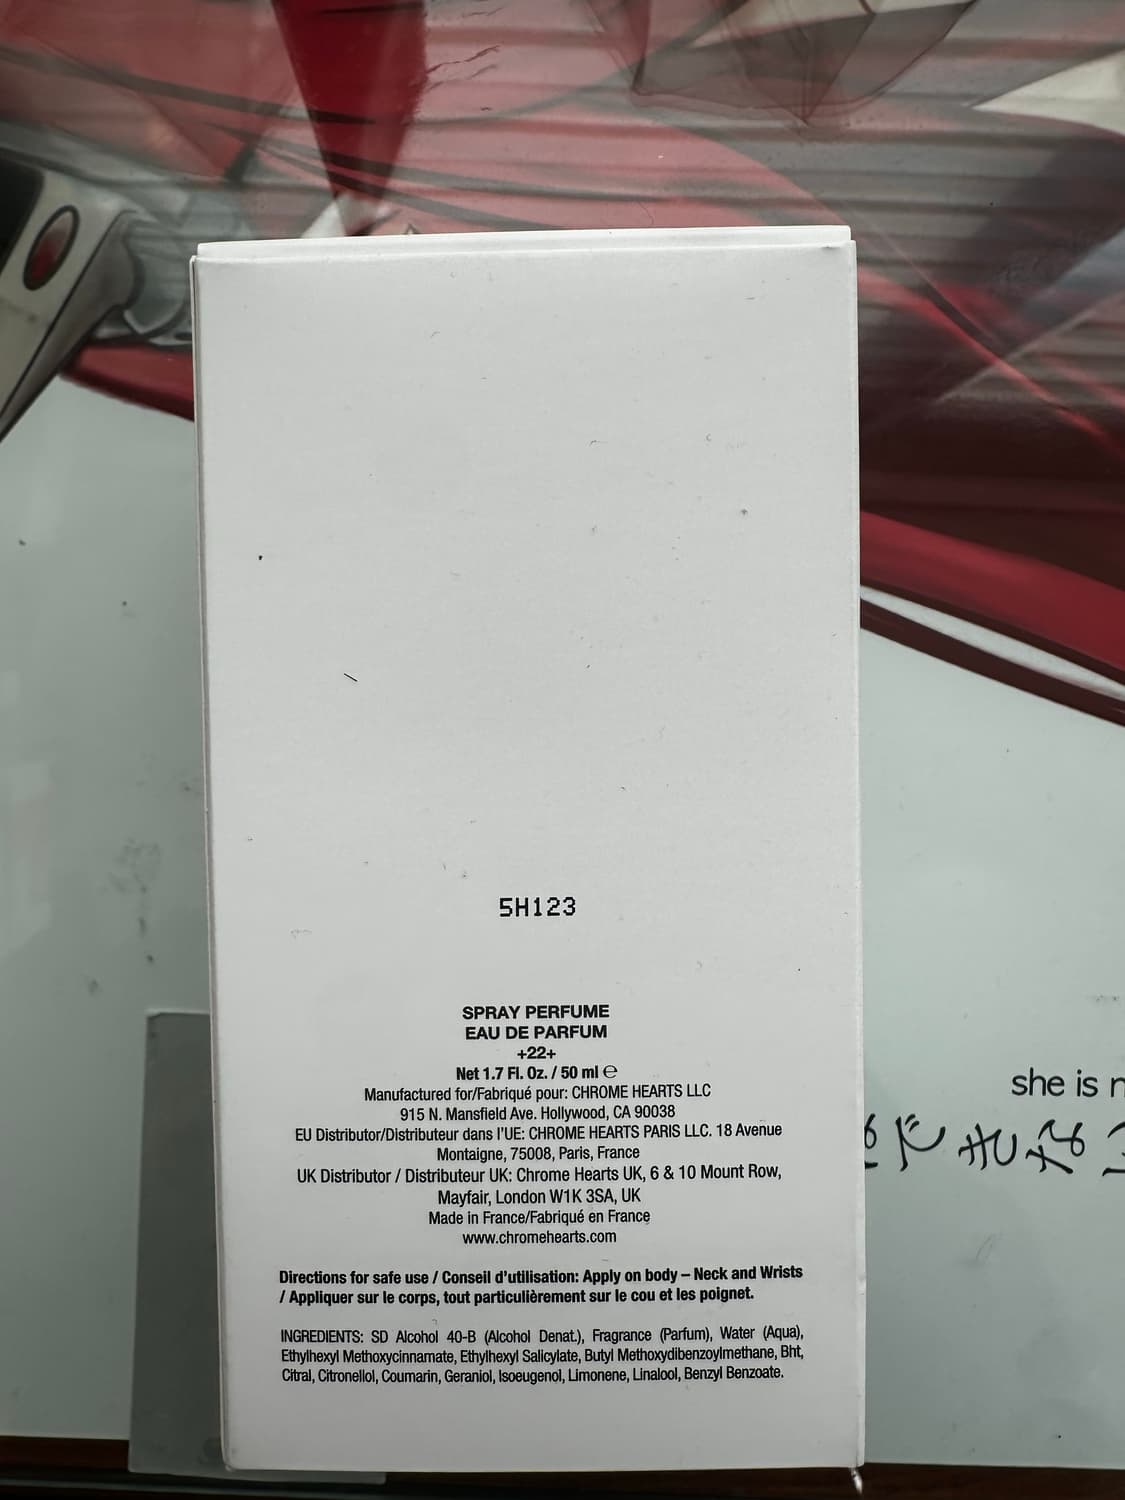 5H123
SPRAY PERFUME
EAU DE PARFUM
+22+
Net 1.7 Fl. Oz. / 50 ml ℮
Manufactured for/Fabriqué pour: CHROME HEARTS LLC
915 N. Mansfield Ave. Hollywood, CA 90038
EU Distributor/Distributeur dans l'UE: CHROME HEARTS PARIS LLC. 18 Avenue
Montaigne, 75008, Paris, France
UK Distributor / Distributeur UK: Chrome Hearts UK, 6 & 10 Mount Row,
Mayfair, London W1K 3SA, UK
Made in France/Fabriqué en France
www.chromehearts.com
Directions for safe use / Conseil d'utilisation: Apply on body – Neck and Wrists
/ Appliquer sur le corps, tout particulièrement sur le cou et les poignet.
INGREDIENTS: SD Alcohol 40-B (Alcohol Denat.), Fragrance (Parfum), Water (Aqua),
Ethylhexyl Methoxycinnamate, Ethylhexyl Salicylate, Butyl Methoxydibenzoylmethane, Bht,
Citral, Citronellol, Coumarin, Geraniol, Isoeugenol, Limonene, Linalool, Benzyl Benzoate.
she is